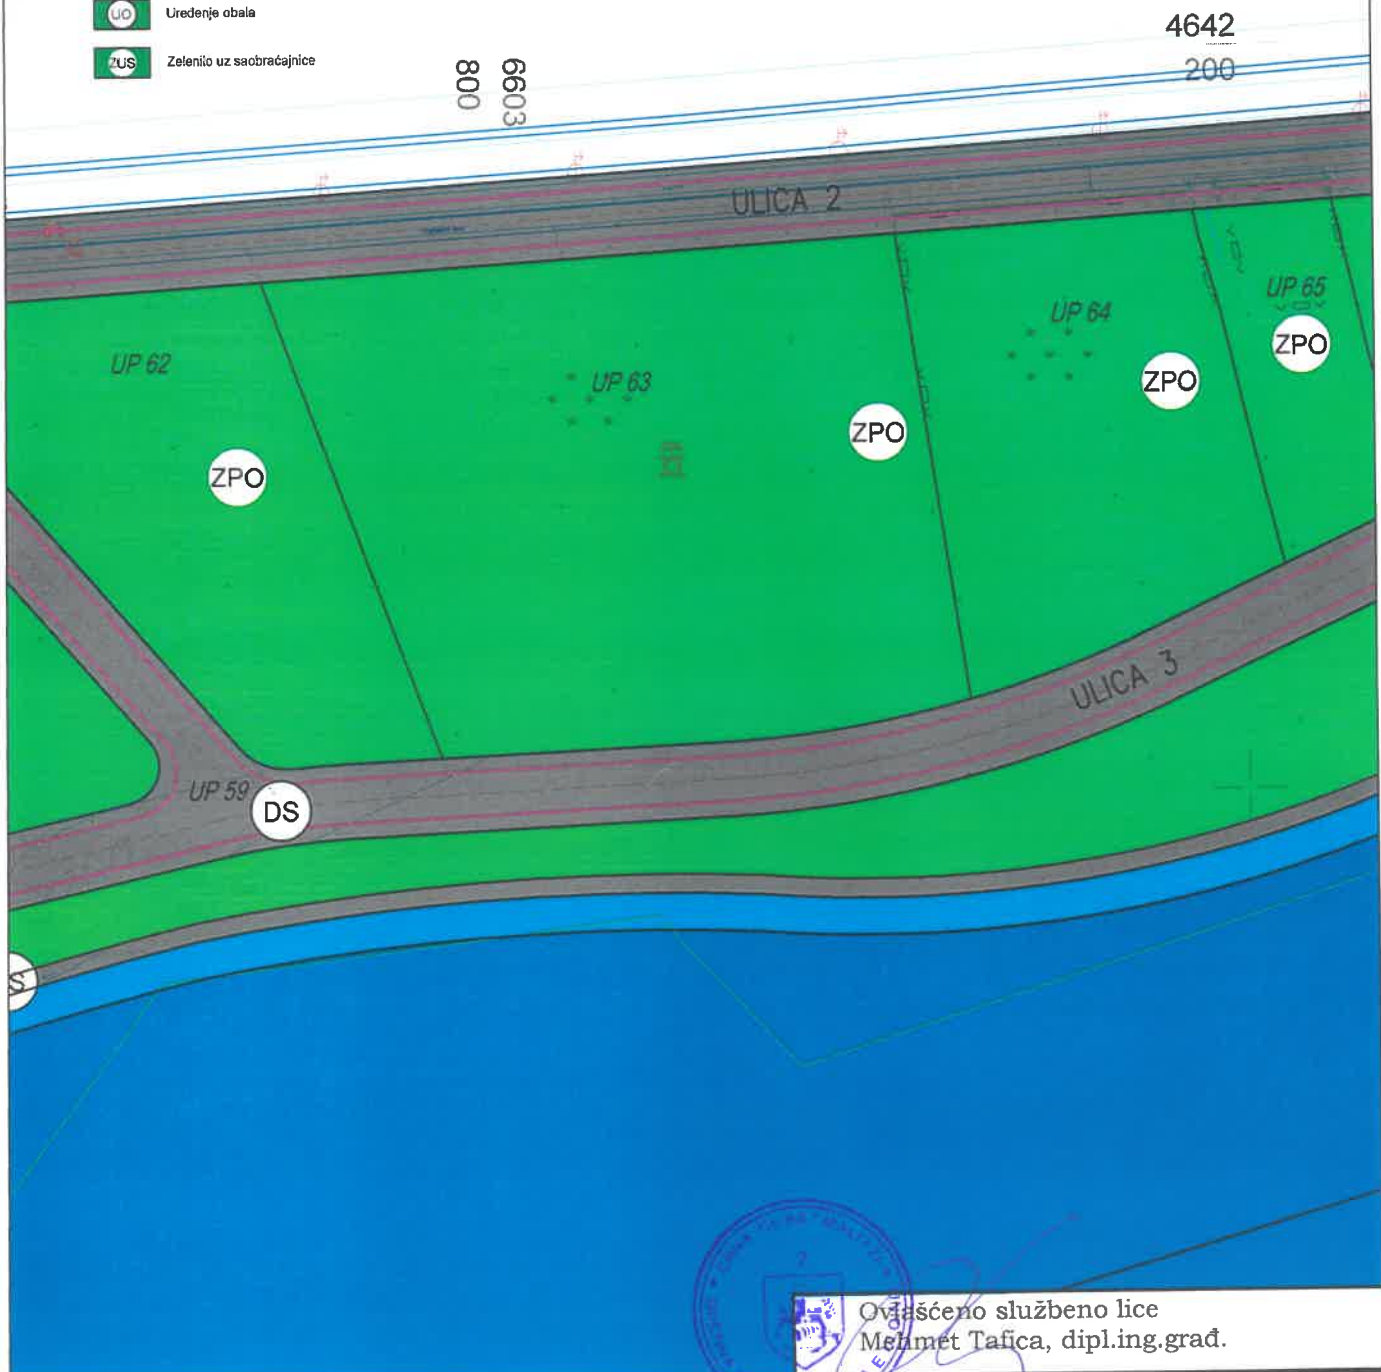 UO Uređenje obala
ZUS Zelenilo uz saobraćajnice
4642
200
6603
800
ULICA 2
UP 62
UP 63
UP 64
UP 65
ZPO
ZPO
ZPO
ZPO
ULICA 3
UP 59
DS
S
2
Ovlašćeno službeno lice
Mehmet Tafica, dipl.ing.građ.